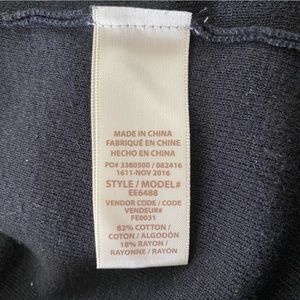 MADE IN CHINA
FABRIQUÉ EN CHINE
HECHO EN CHINA
PO# 3380500 / 082416
1611-NOV 2016
STYLE / MODEL#
EE6488
VENDOR CODE / CODE
VENDEUR#
FE0031
82% COTTON /
COTON / ALGODÓN
18% RAYON /
RAYONNE / RAYÓN